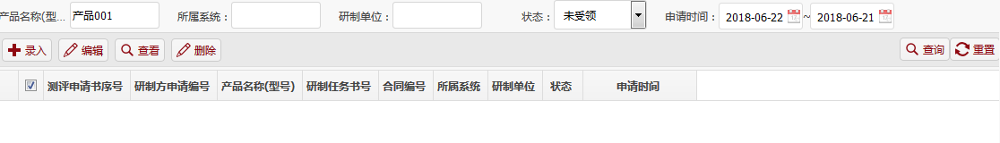 产品名称(型... 产品001 所属系统： 研制单位： 状态： 未受领 申请时间： 2018-06-22 ~ 2018-06-21
录入 编辑 查看 删除 查询 重置
测评申请书序号 研制方申请编号 产品名称(型号) 研制任务书号 合同编号 所属系统 研制单位 状态 申请时间